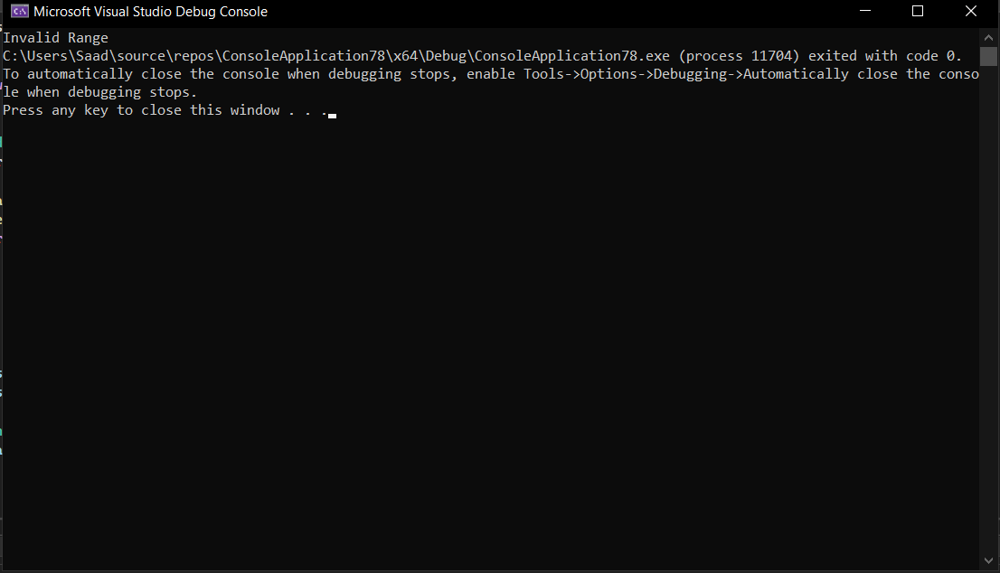 Microsoft Visual Studio Debug Console
Invalid Range
C:\Users\Saad\source\repos\ConsoleApplication78\x64\Debug\ConsoleApplication78.exe (process 11704) exited with code 0.
To automatically close the console when debugging stops, enable Tools->Options->Debugging->Automatically close the conso
le when debugging stops.
Press any key to close this window . . .